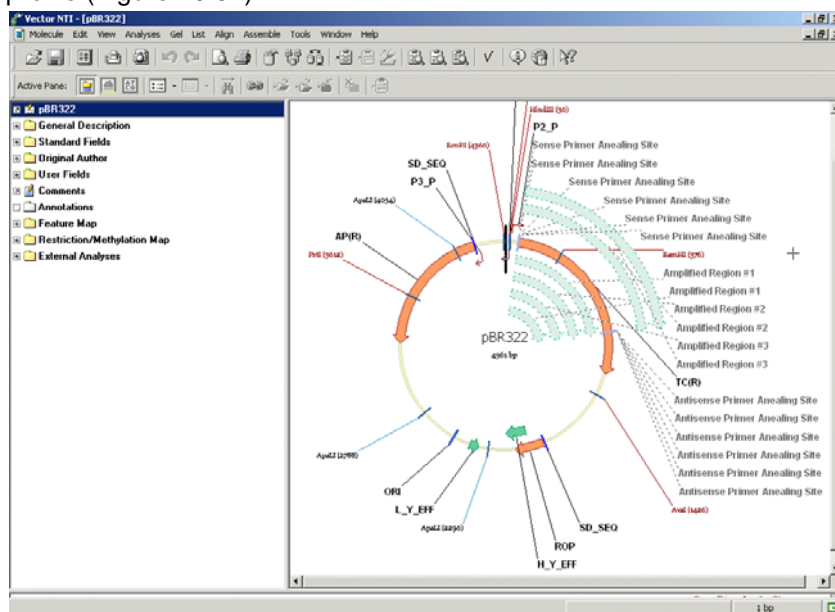 Vector NTI - [pBR322]
Molecule Edit View Analyses Gel List Align Assemble Tools Window Help
Active Pane:
pBR322
General Description
Standard Fields
Original Author
User Fields
Comments
Annotations
Feature Map
Restriction/Methylation Map
External Analyses
HindIII (30)
P2_P
EcoRI (4360)
Sense Primer Anealing Site
Sense Primer Anealing Site
SD_SEQ
Sense Primer Anealing Site
P3_P
Sense Primer Anealing Site
ApaLI (4054)
Sense Primer Anealing Site
AP(R)
Sense Primer Anealing Site
PstI (3612)
BamHI (376)
Amplified Region #1
Amplified Region #1
Amplified Region #2
pBR322
Amplified Region #2
4361 bp
Amplified Region #3
Amplified Region #3
TC(R)
Antisense Primer Anealing Site
Antisense Primer Anealing Site
Antisense Primer Anealing Site
Antisense Primer Anealing Site
Antisense Primer Anealing Site
Antisense Primer Anealing Site
ApaLI (2788)
ORI
L_Y_EFF
AvaI (1426)
ApaLI (2290)
SD_SEQ
ROP
H_Y_EFF
1 bp